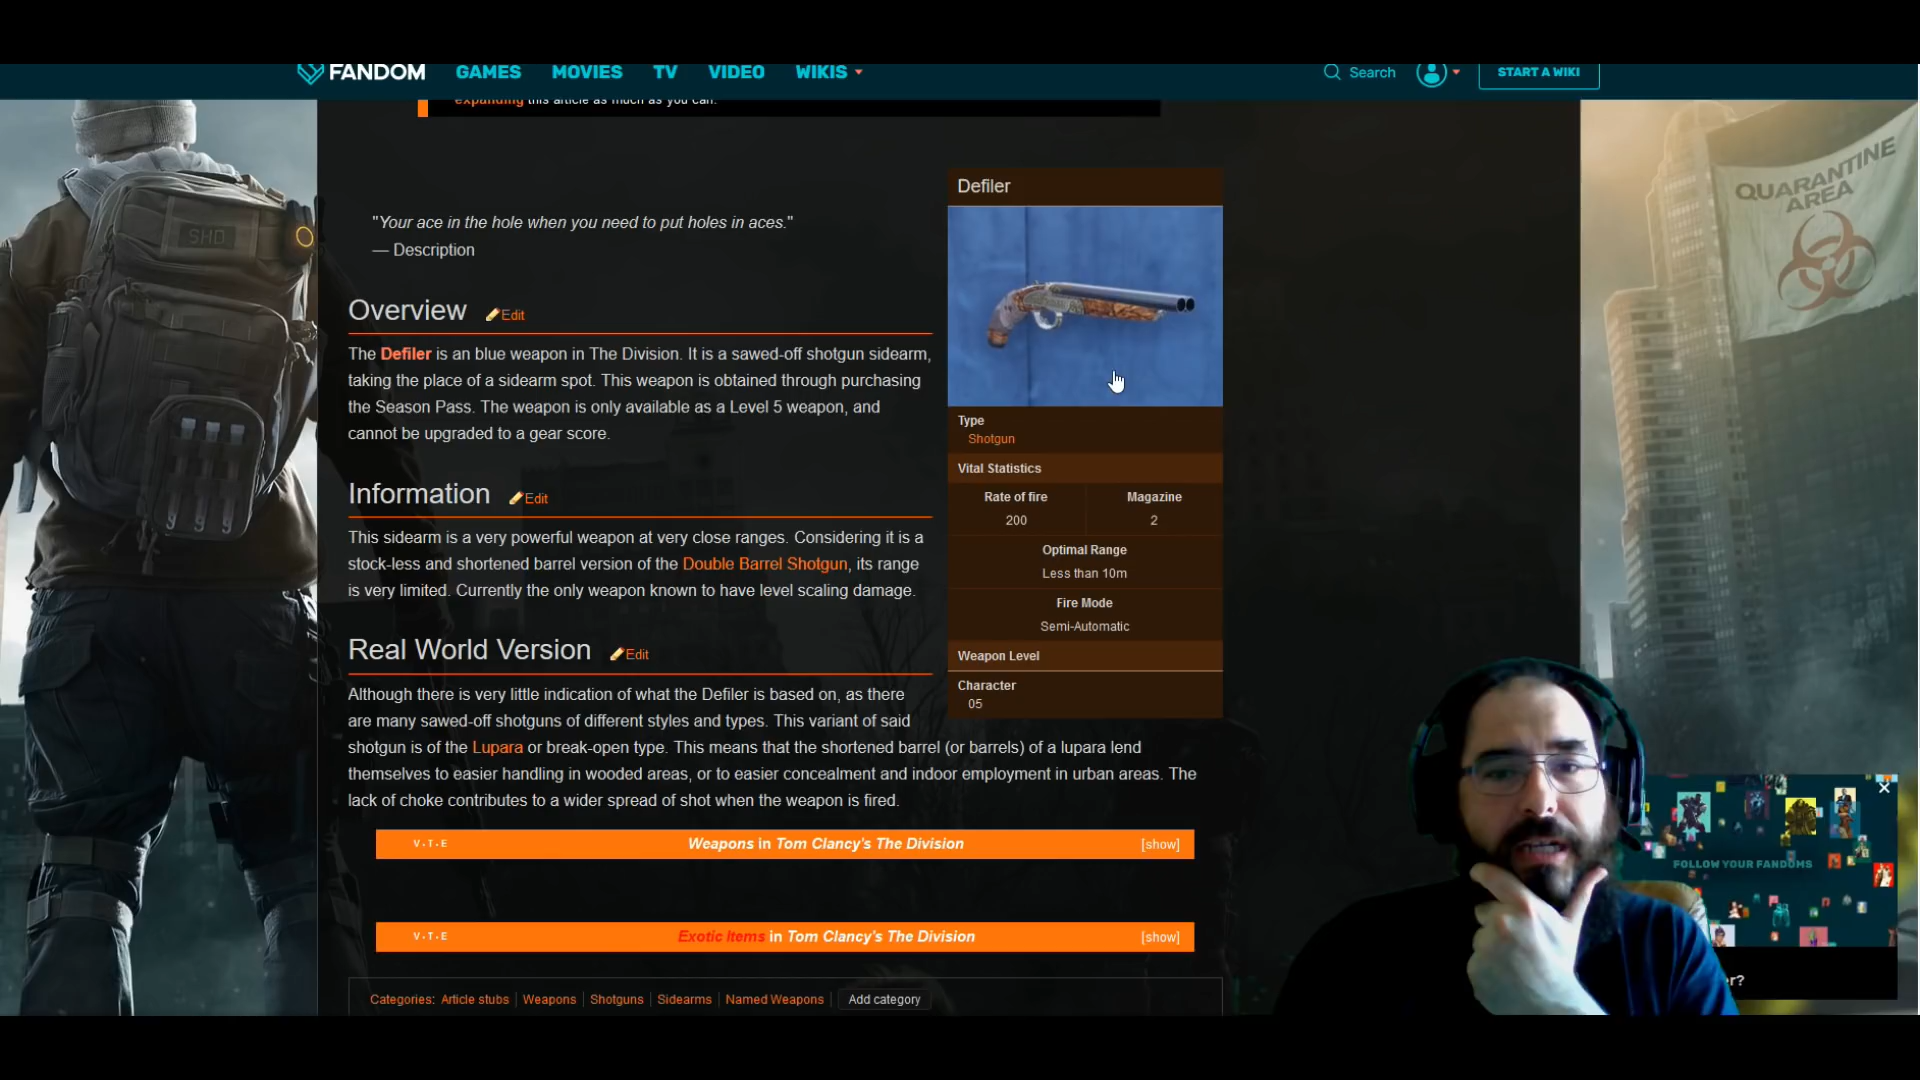 FANDOM GAMES MOVIES TV VIDEO WIKIS Search START A WIKI
expanding this article as much as you can.
"Your ace in the hole when you need to put holes in aces."
— Description
Overview Edit
The Defiler is an blue weapon in The Division. It is a sawed-off shotgun sidearm,
taking the place of a sidearm spot. This weapon is obtained through purchasing
the Season Pass. The weapon is only available as a Level 5 weapon, and
cannot be upgraded to a gear score.
Information Edit
This sidearm is a very powerful weapon at very close ranges. Considering it is a
stock-less and shortened barrel version of the Double Barrel Shotgun, its range
is very limited. Currently the only weapon known to have level scaling damage.
Real World Version Edit
Although there is very little indication of what the Defiler is based on, as there
are many sawed-off shotguns of different styles and types. This variant of said
shotgun is of the Lupara or break-open type. This means that the shortened barrel (or barrels) of a lupara lend
themselves to easier handling in wooded areas, or to easier concealment and indoor employment in urban areas. The
lack of choke contributes to a wider spread of shot when the weapon is fired.
Defiler
Type
Shotgun
Vital Statistics
Rate of fire Magazine
200 2
Optimal Range
Less than 10m
Fire Mode
Semi-Automatic
Weapon Level
Character
05
V·T·E Weapons in Tom Clancy's The Division [show]
V·T·E Exotic Items in Tom Clancy's The Division [show]
Categories: Article stubs Weapons Shotguns Sidearms Named Weapons Add category
SHD
QUARANTINE
AREA
FOLLOW YOUR FANDOMS